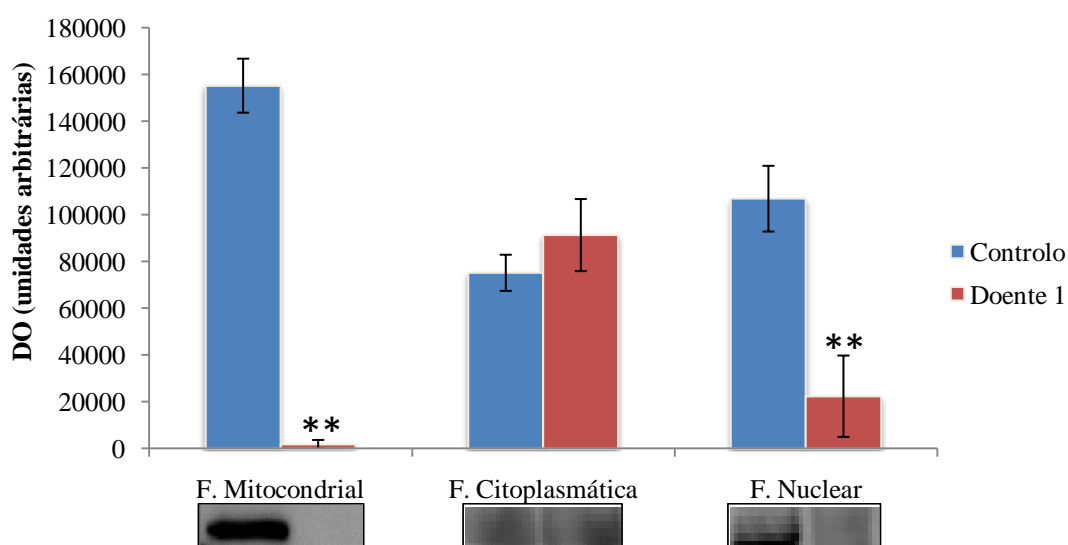 DO (unidades arbitrárias)
180000
160000
140000
120000
100000
80000
60000
40000
20000
0
**
**
Controlo
Doente 1
F. Mitocondrial
F. Citoplasmática
F. Nuclear